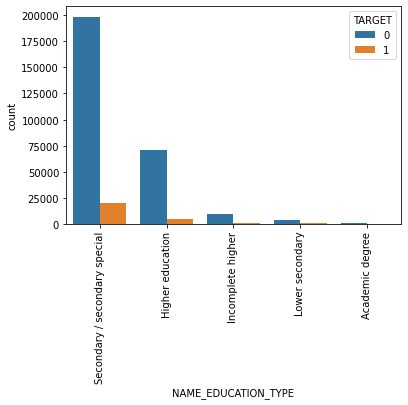 200000
175000
150000
125000
100000
75000
50000
25000
0
count
TARGET
0
1
Secondary / secondary special
Higher education
Incomplete higher
Lower secondary
Academic degree
NAME_EDUCATION_TYPE